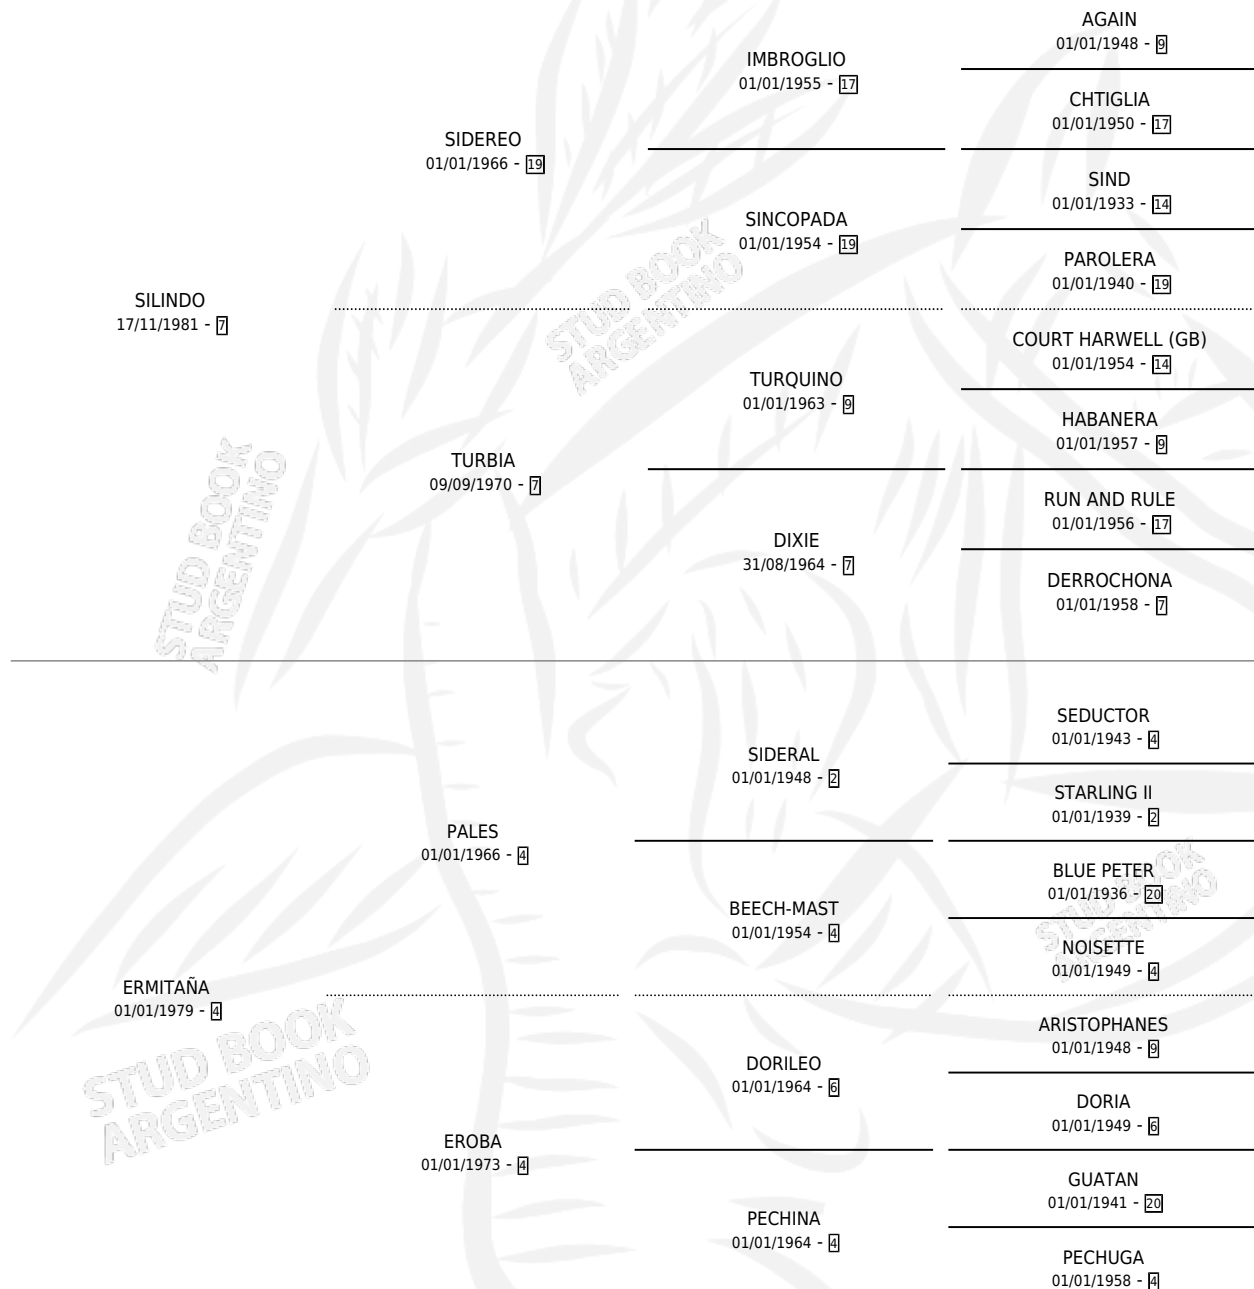 AGAIN
01/01/1948 - 9
IMBROGLIO
01/01/1955 - 17
CHTIGLIA
01/01/1950 - 17
SIDEREO
01/01/1966 - 19
SIND
01/01/1933 - 14
SINCOPADA
01/01/1954 - 19
PAROLERA
01/01/1940 - 19
SILINDO
17/11/1981 - 7
COURT HARWELL (GB)
01/01/1954 - 14
TURQUINO
01/01/1963 - 9
HABANERA
01/01/1957 - 9
TURBIA
09/09/1970 - 7
RUN AND RULE
01/01/1956 - 17
DIXIE
31/08/1964 - 7
DERROCHONA
01/01/1958 - 7
SEDUCTOR
01/01/1943 - 4
SIDERAL
01/01/1948 - 2
STARLING II
01/01/1939 - 2
PALES
01/01/1966 - 4
BLUE PETER
01/01/1936 - 20
BEECH-MAST
01/01/1954 - 4
NOISETTE
01/01/1949 - 4
ERMITAÑA
01/01/1979 - 4
ARISTOPHANES
01/01/1948 - 9
DORILEO
01/01/1964 - 6
DORIA
01/01/1949 - 6
EROBA
01/01/1973 - 4
GUATAN
01/01/1941 - 20
PECHINA
01/01/1964 - 4
PECHUGA
01/01/1958 - 4
STUD BOOK
ARGENTINO
STUD BOOK
ARGENTINO
STUD BOOK
ARGENTINO
STUD BOOK
ARGENTINO